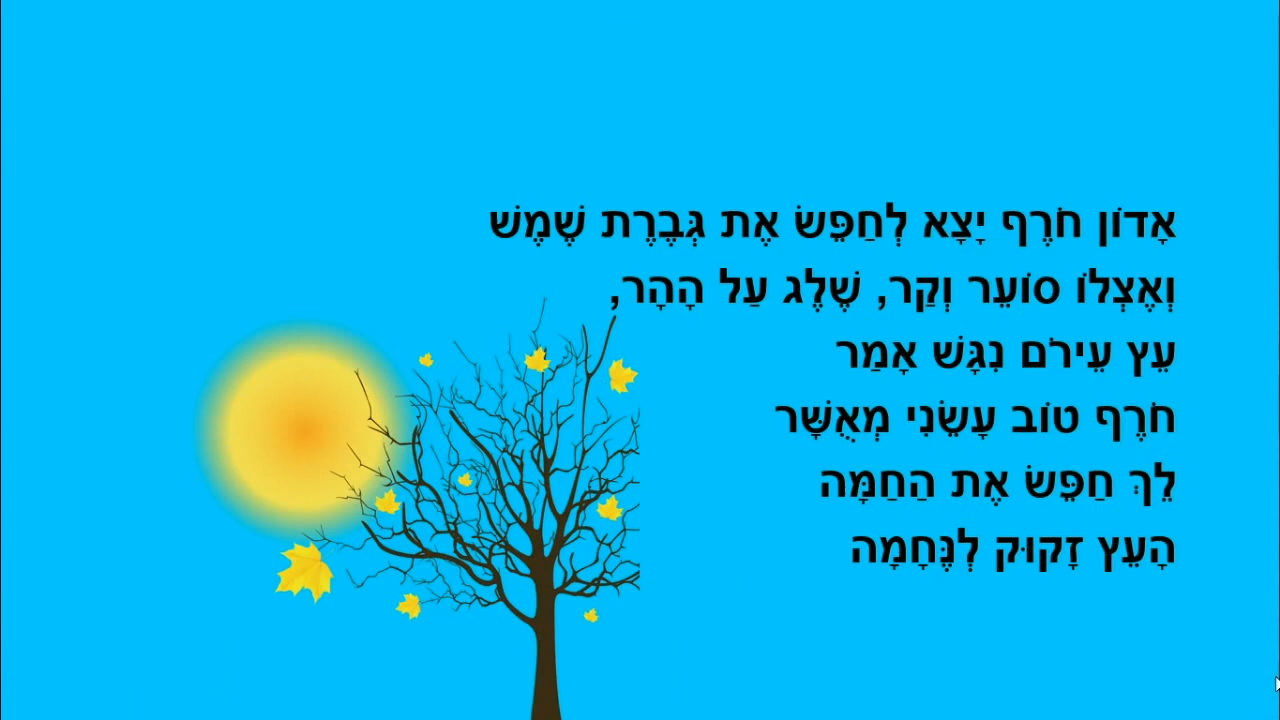 אָדוֹן חֹרֶף יָצָא לְחַפֵּשׂ אֶת גְּבֶרֶת שֶׁמֶשׁ
וְאֶצְלוֹ סוֹעֵר וְקַר, שֶׁלֶג עַל הָהָר,
עֵץ עֵירֹם נִגָּשׁ אָמַר
חֹרֶף טוֹב עָשֵׂנִי מְאֻשָּׁר
לֵךְ חַפֵּשׂ אֶת הַחַמָּה
הָעֵץ זָקוּק לְנֶּחָמָה